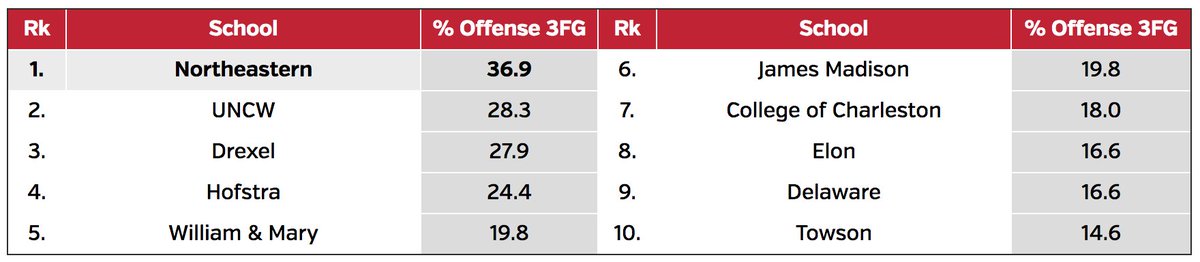 Rk School % Offense 3FG Rk School % Offense 3FG
1. Northeastern 36.9 6. James Madison 19.8
2. UNCW 28.3 7. College of Charleston 18.0
3. Drexel 27.9 8. Elon 16.6
4. Hofstra 24.4 9. Delaware 16.6
5. William & Mary 19.8 10. Towson 14.6